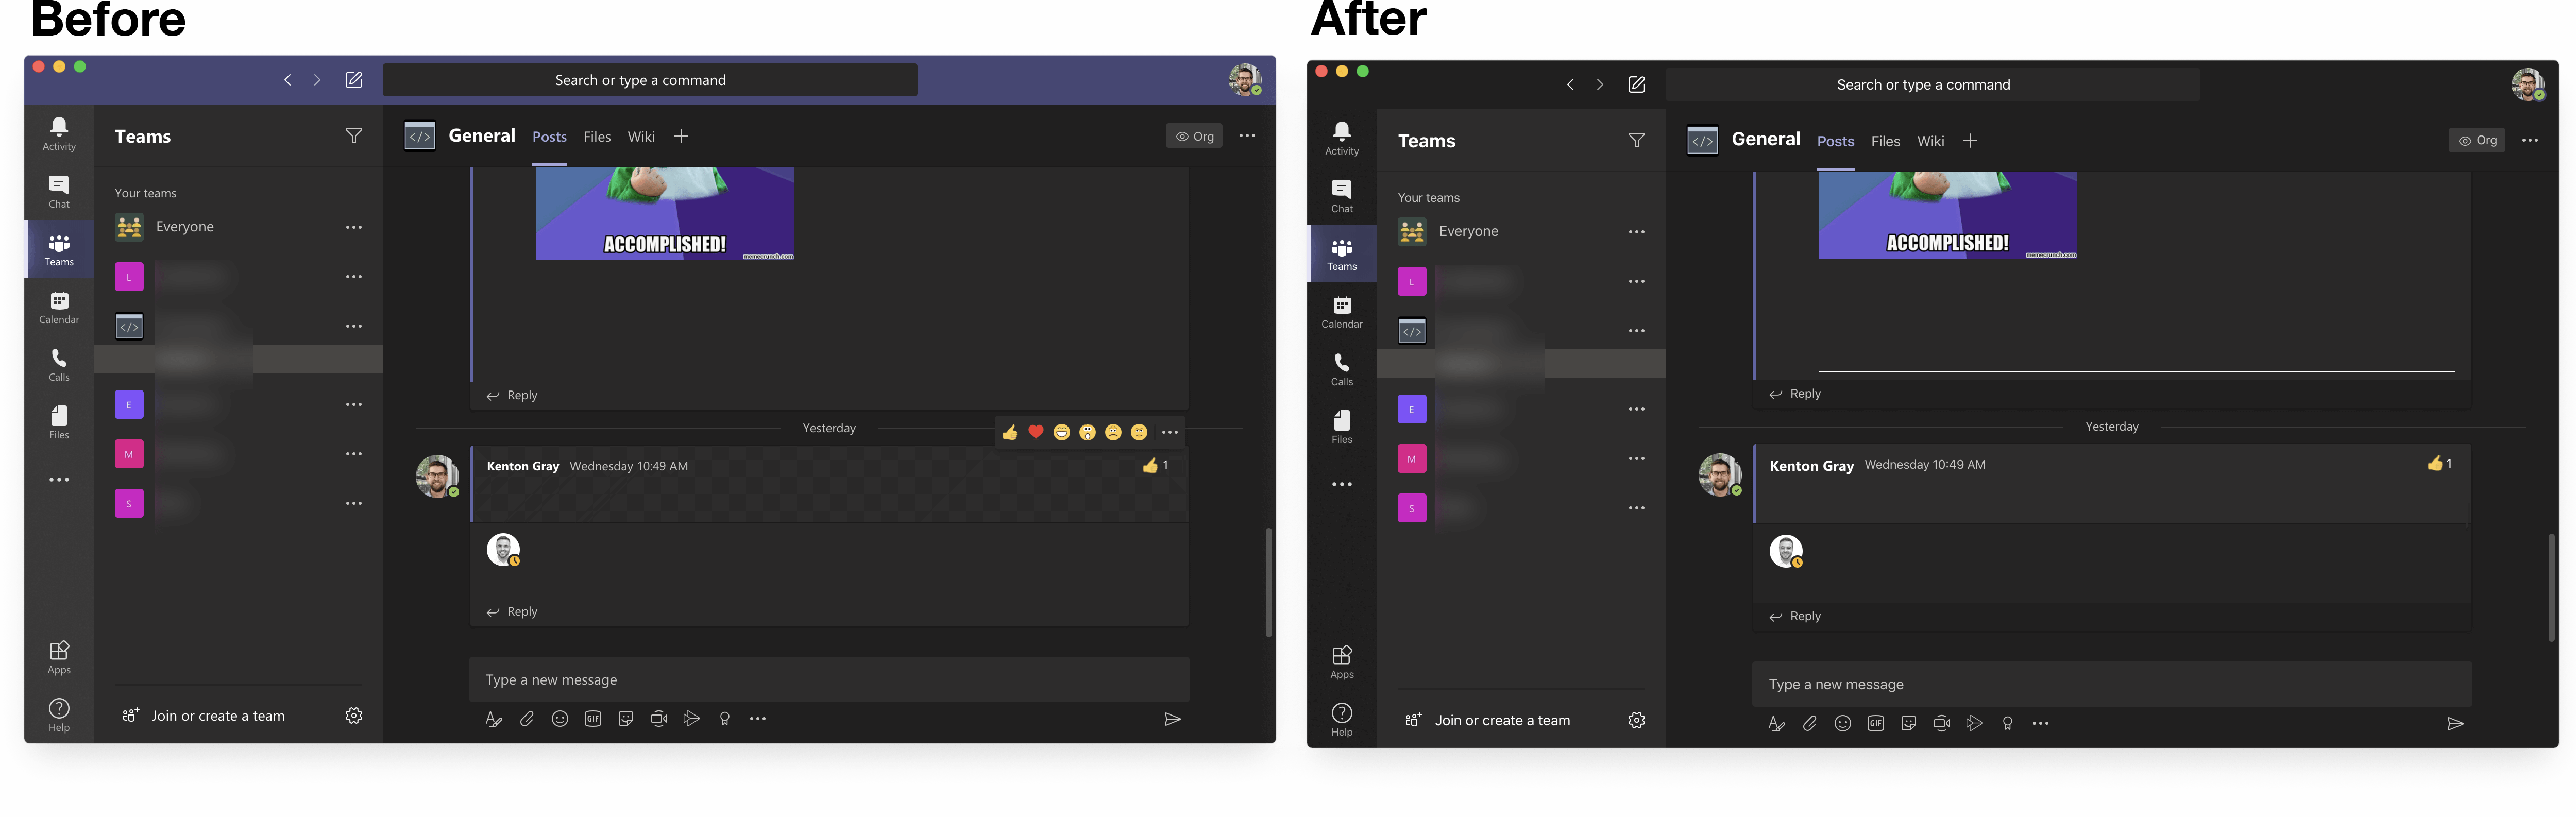 Before
Search or type a command
Activity
Chat
Teams
Calendar
Calls
Files
Apps
Help
Teams
Your teams
Everyone
L
</>
E
M
S
Join or create a team
</> General Posts Files Wiki
Org
ACCOMPLISHED!
memecrunch.com
Reply
Yesterday
Kenton Gray Wednesday 10:49 AM
1
Reply
Type a new message
GIF
After
Search or type a command
Activity
Chat
Teams
Calendar
Calls
Files
Apps
Help
Teams
Your teams
Everyone
L
</>
E
M
S
Join or create a team
</> General Posts Files Wiki
Org
ACCOMPLISHED!
memecrunch.com
Reply
Yesterday
Kenton Gray Wednesday 10:49 AM
1
Reply
Type a new message
GIF